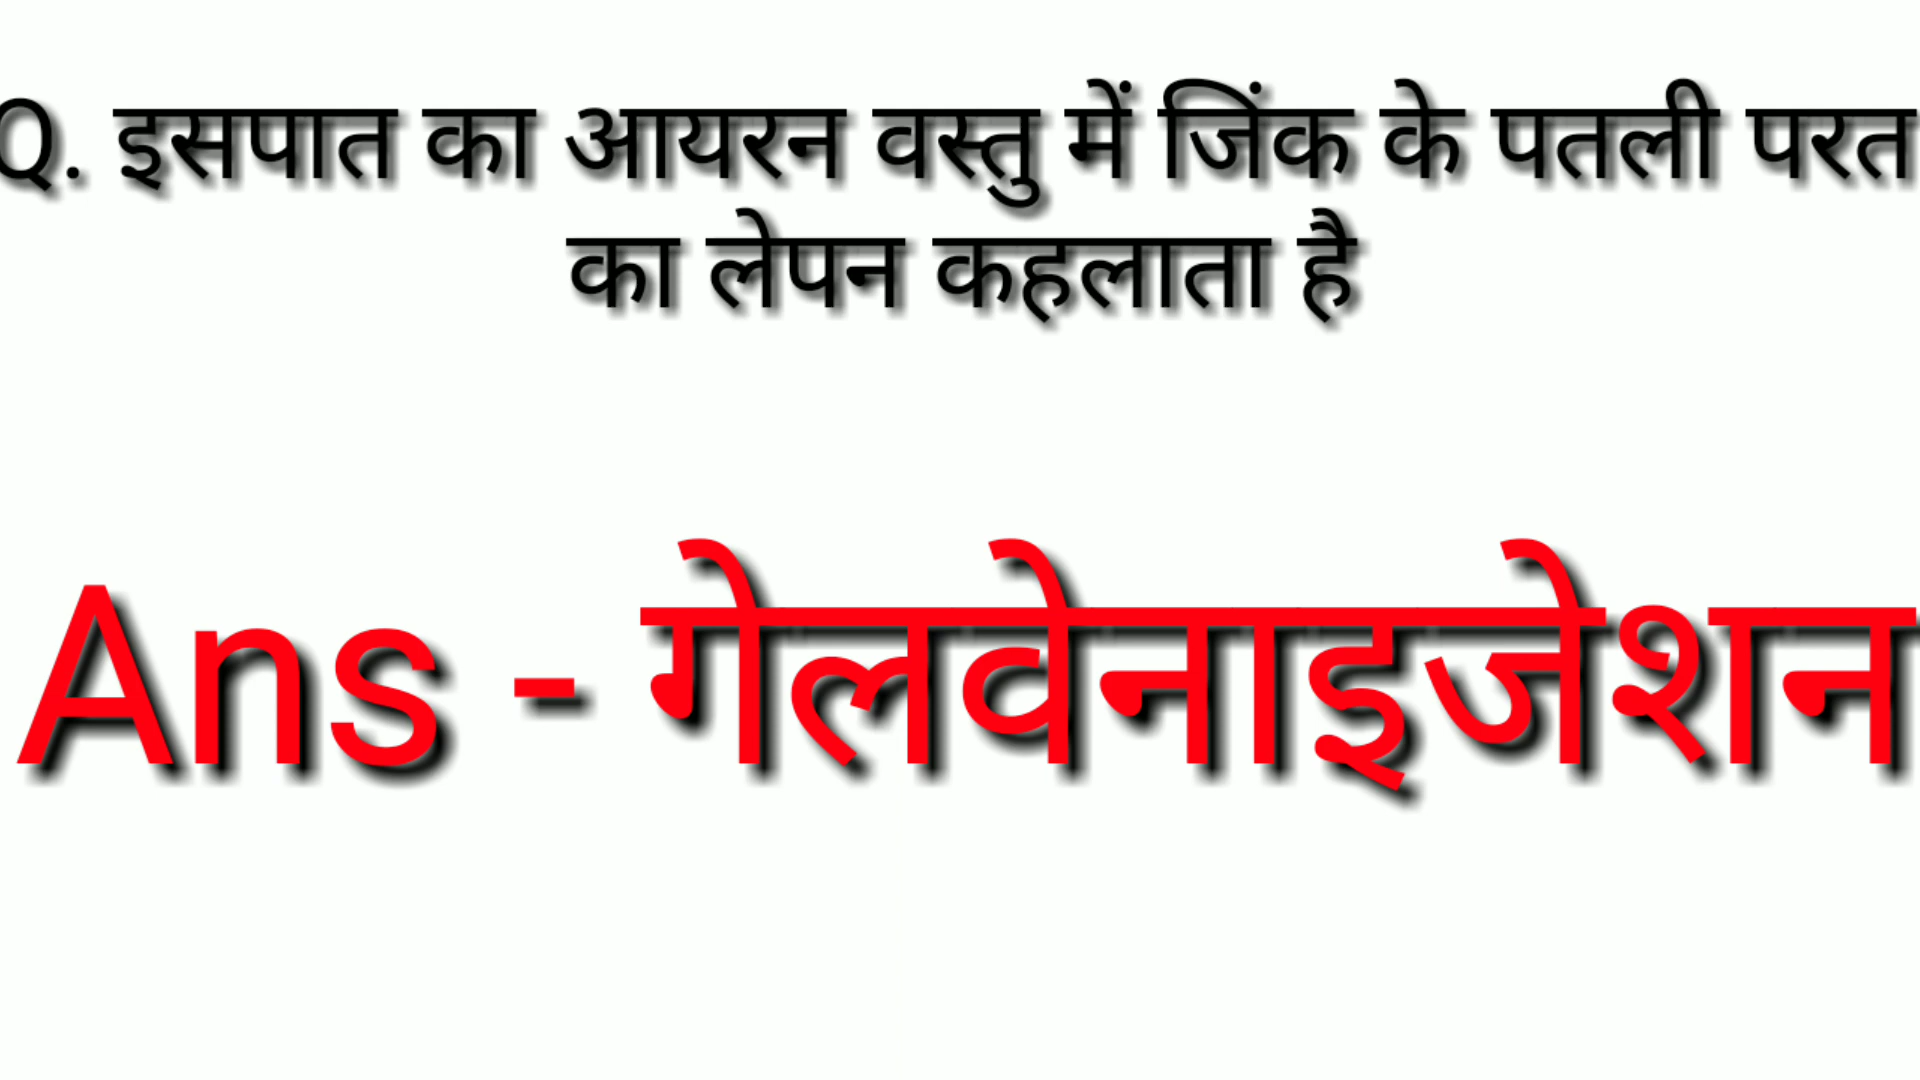 Q. इसपात का आयरन वस्तु में जिंक के पतली परत
का लेपन कहलाता है
Ans - गेलवेनाइजेशन